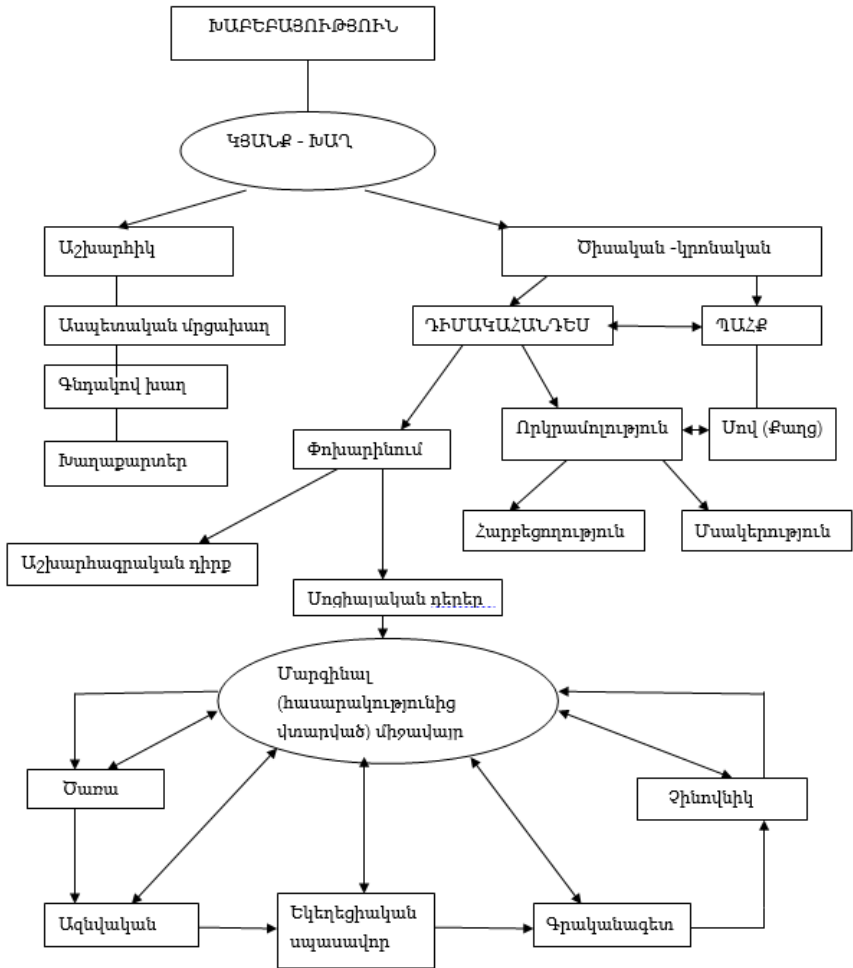 ԽԱԲԵԲԱՅՈՒԹՅՈՒՆ
ԿՅԱՆՔ - ԽԱՂ
Աշխարհիկ
Ծիսական -կրոնական
Ասպետական մրցախաղ
ԴԻՄԱԿԱՀԱՆԴԵՍ
ՊԱՀՔ
Գնդակով խաղ
Որկրամոլություն
Սով (Քաղց)
Փոխարինում
Խաղաքարտեր
Հարբեցողություն
Մսակերություն
Աշխարհագրական դիրք
Սոցիալական դերեր
Մարգինալ
(հասարակությունից
վտարված) միջավայր
Ծառա
Չինովնիկ
Ազնվական
Եկեղեցիական
սպասավոր
Գրականագետ